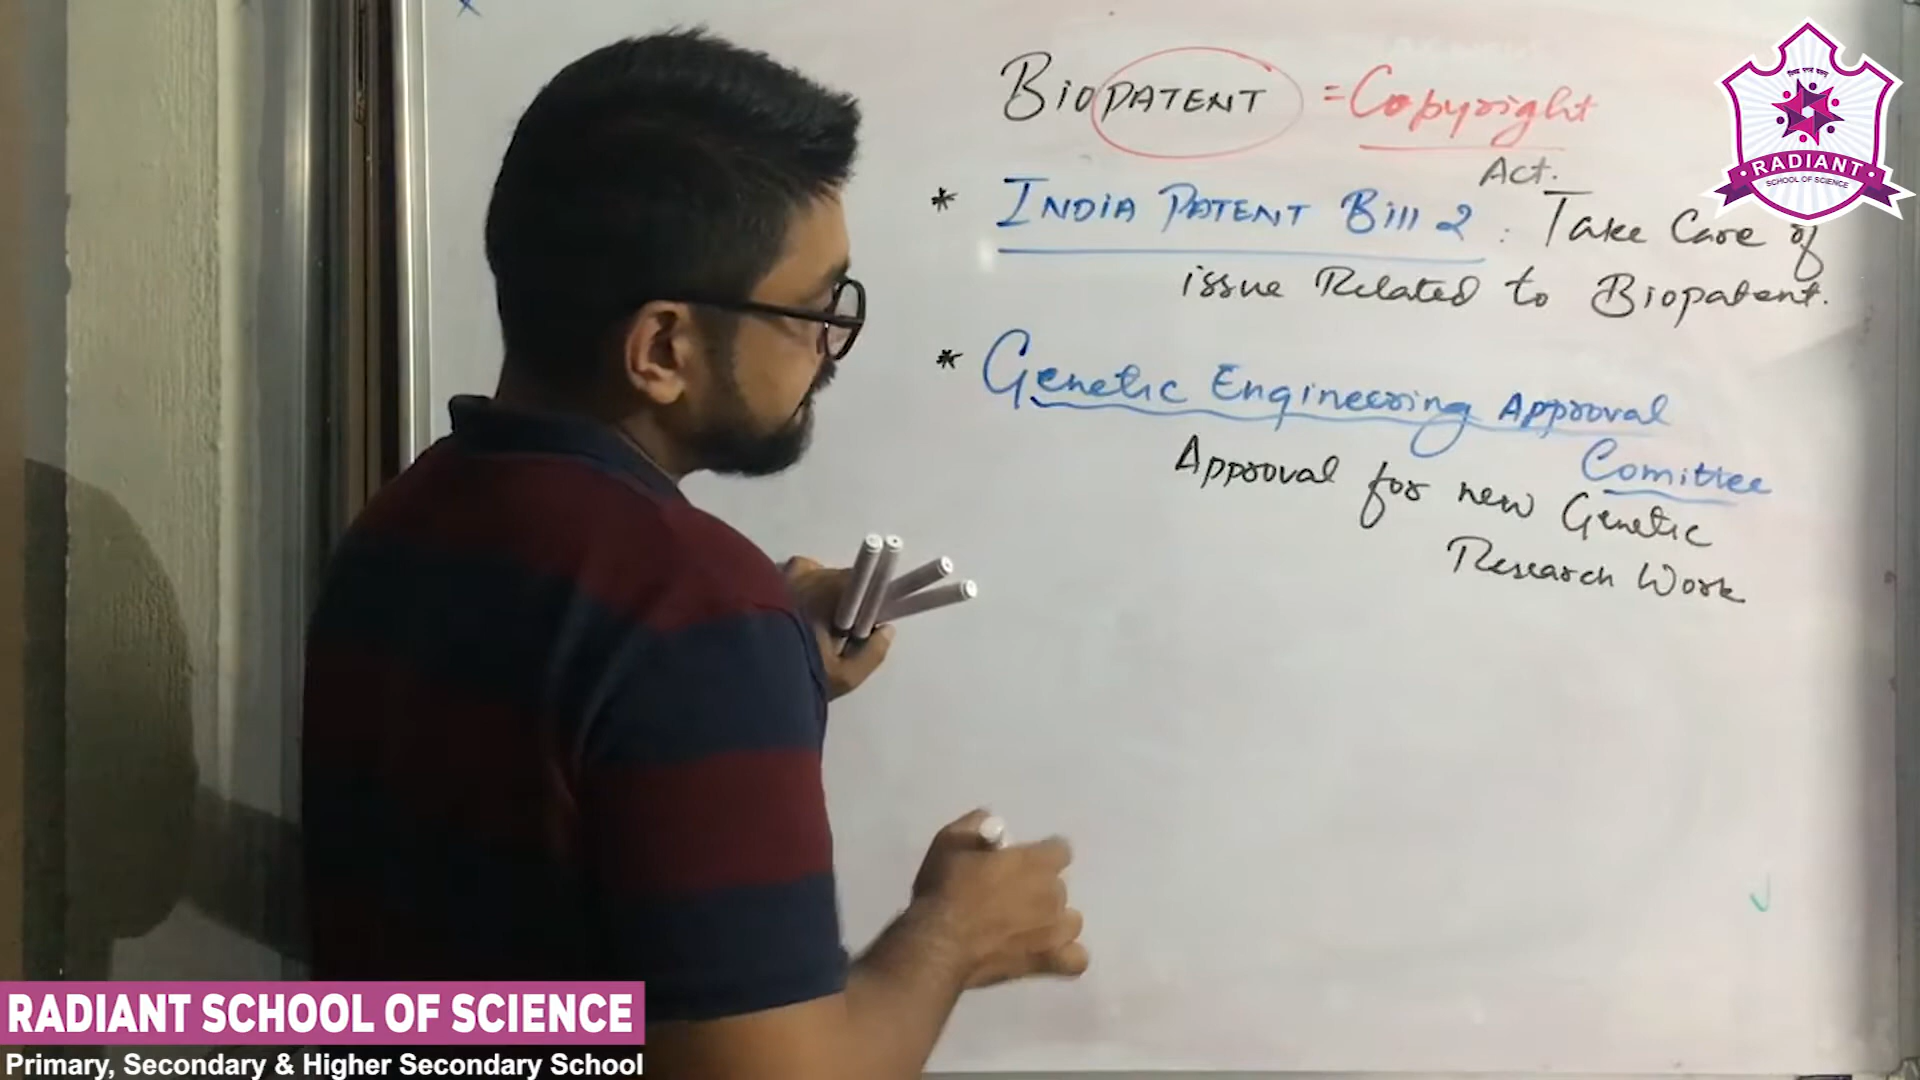 BioPATENT = Copyright
Act.
* INDIA PATENT Bill 2 : Take Care of
issue Related to Biopatent.
* Genetic Engineering Approval
Comittee
Approval for new Genetic
Research Work
RADIANT
SCHOOL OF SCIENCE
RADIANT SCHOOL OF SCIENCE
Primary, Secondary & Higher Secondary School